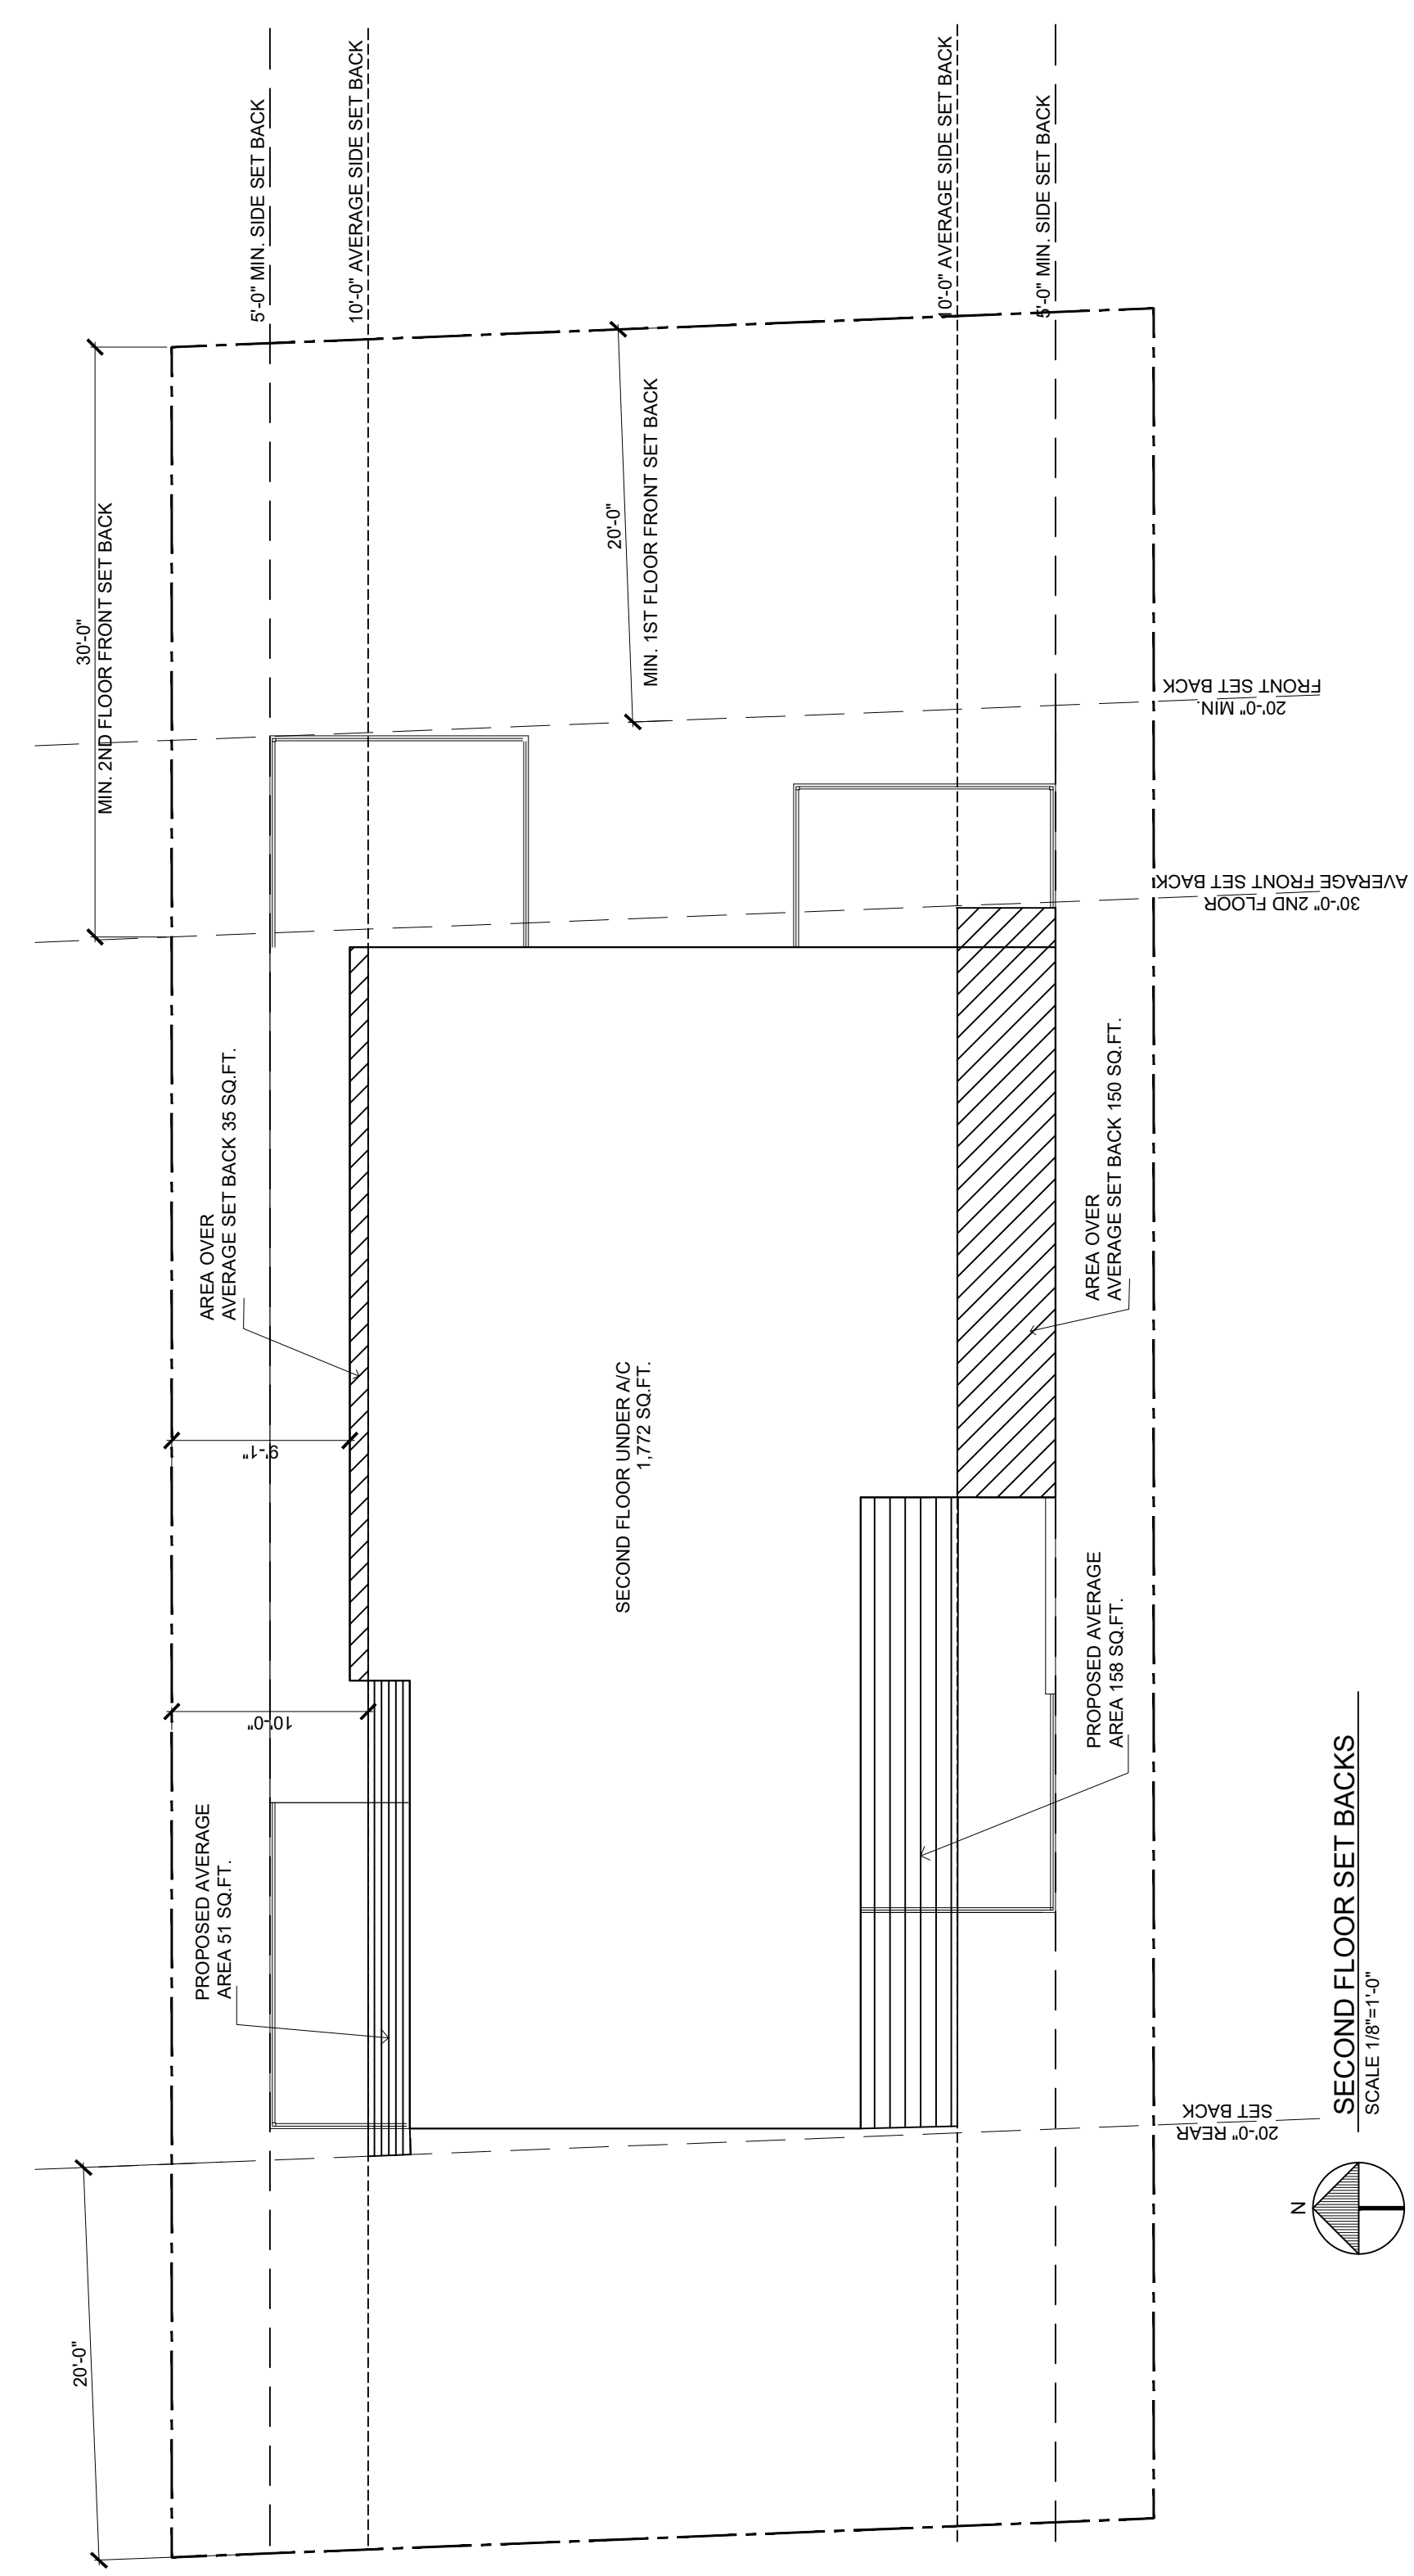 5'-0" MIN. SIDE SET BACK
10'-0" AVERAGE SIDE SET BACK
10'-0" AVERAGE SIDE SET BACK
5'-0" MIN. SIDE SET BACK
30'-0"
MIN. 2ND FLOOR FRONT SET BACK
20'-0"
MIN. 1ST FLOOR FRONT SET BACK
20'-0" MIN.
FRONT SET BACK
30'-0" 2ND FLOOR
AVERAGE FRONT SET BACK
AREA OVER
AVERAGE SET BACK 35 SQ.FT.
AREA OVER
AVERAGE SET BACK 150 SQ.FT.
9'-1"
SECOND FLOOR UNDER A/C
1,772 SQ.FT.
10'-0"
PROPOSED AVERAGE
AREA 51 SQ.FT.
PROPOSED AVERAGE
AREA 158 SQ.FT.
20'-0" REAR
SET BACK
20'-0"
N
SECOND FLOOR SET BACKS
SCALE 1/8"=1'-0"